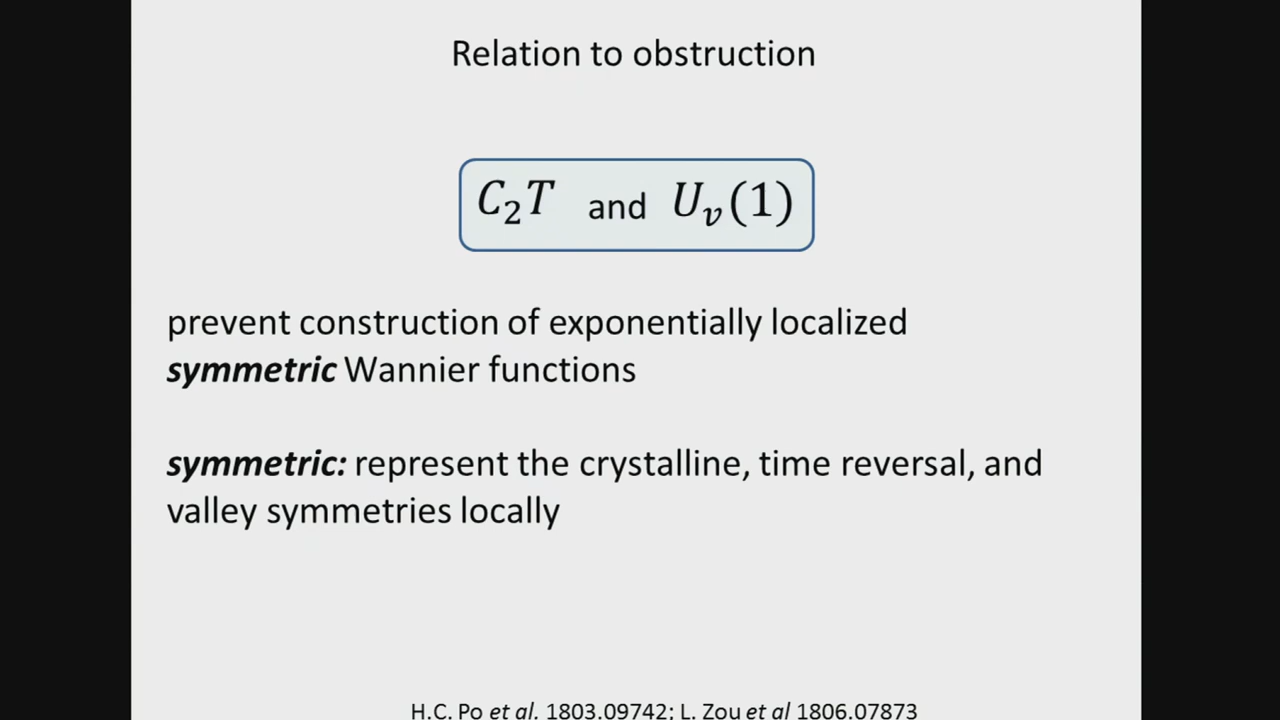 Relation to obstruction
C₂T and Uᵥ(1)
prevent construction of exponentially localized
symmetric Wannier functions
symmetric: represent the crystalline, time reversal, and
valley symmetries locally
H.C. Po et al. 1803.09742; L. Zou et al 1806.07873